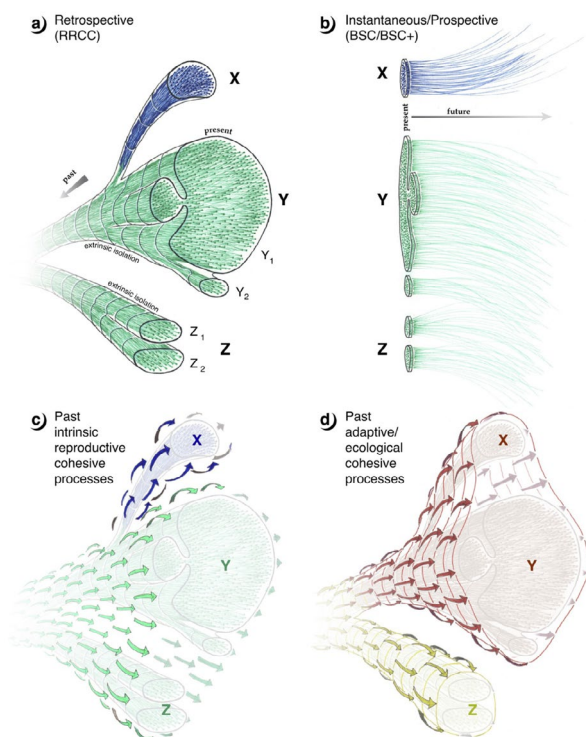 a) Retrospective
(RRCC)
X
present
past
Y
extrinsic isolation
Y1
Y2
extrinsic isolation
Z1
Z
Z2
b) Instantaneous/Prospective
(BSC/BSC+)
X
present
future
Y
Z
c) Past
intrinsic
reproductive
cohesive
processes
X
Y
Z
d) Past
adaptive/
ecological
cohesive
processes
X
Y
Z